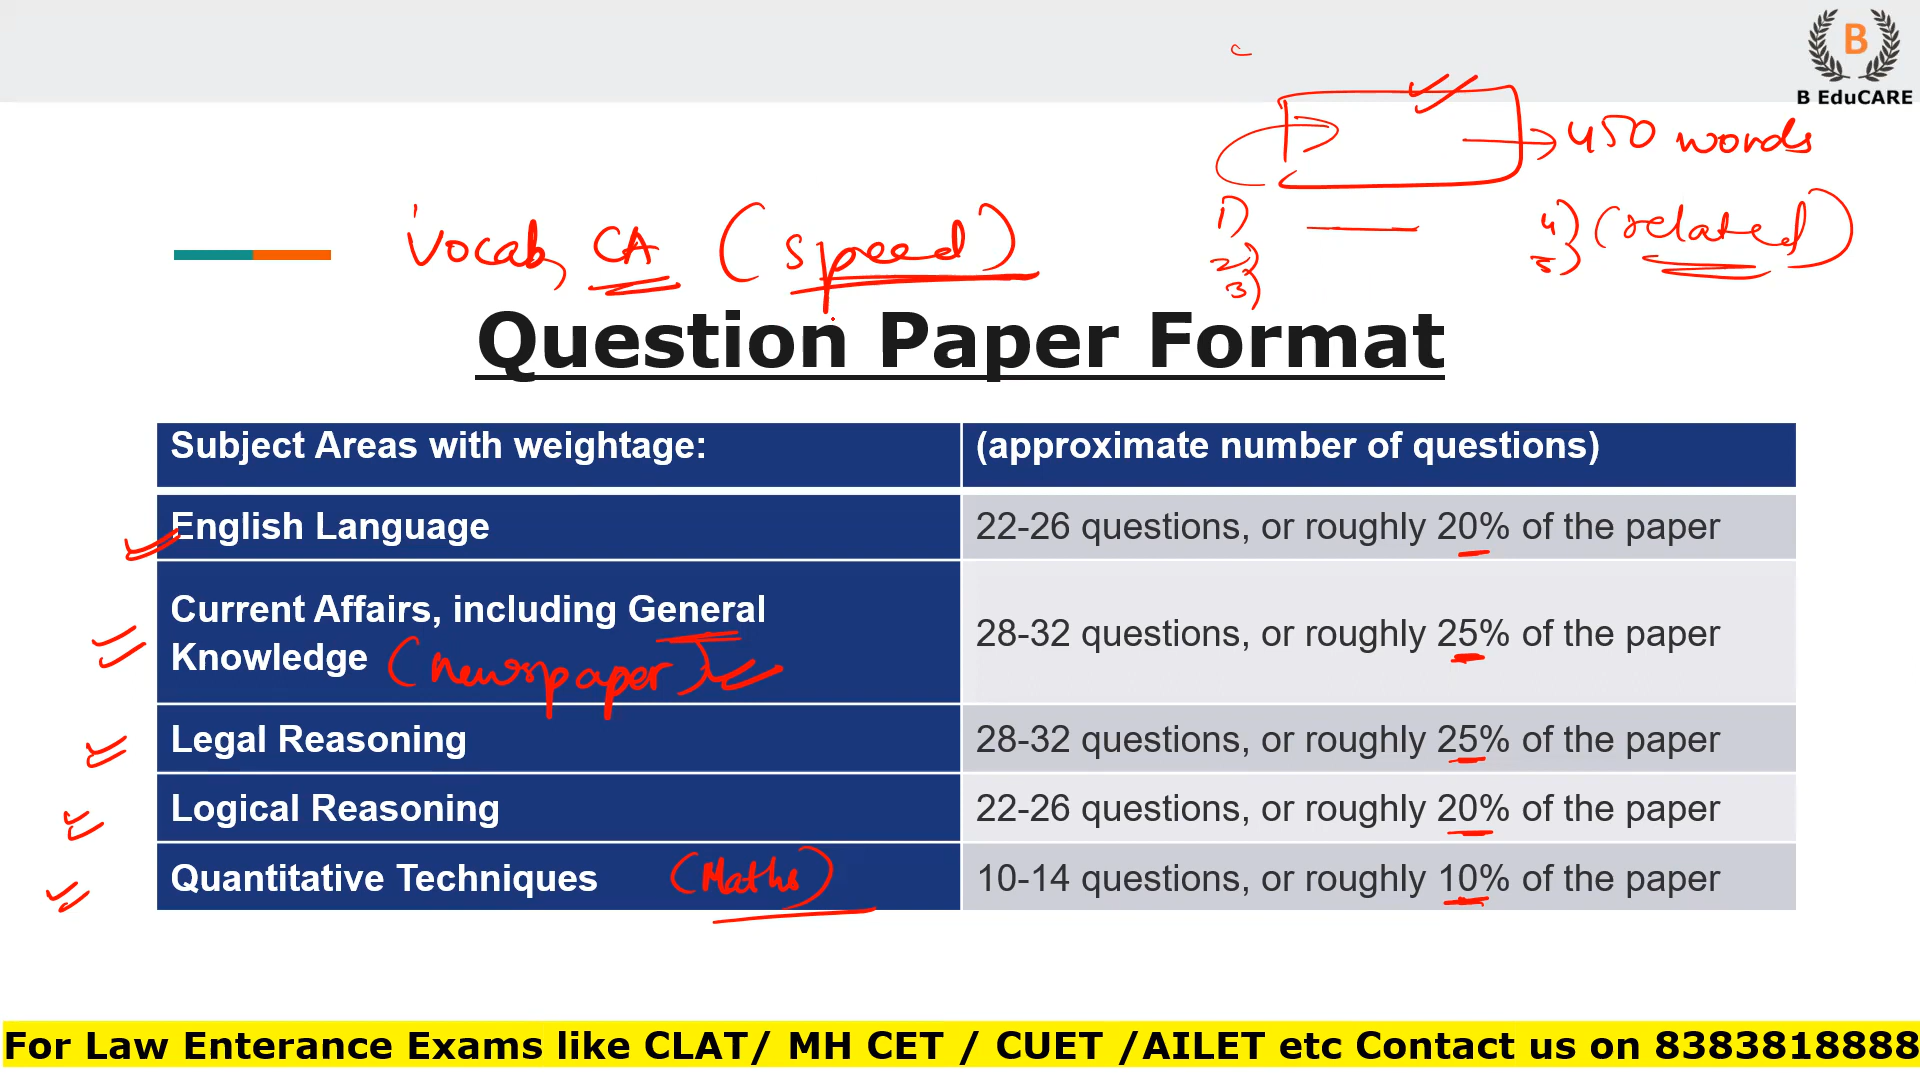 B
B EduCARE
450 words
Vocab, CA (speed)
1)
2)
3)
4) (related)
5)
Question Paper Format
Subject Areas with weightage: (approximate number of questions)
English Language 22-26 questions, or roughly 20% of the paper
Current Affairs, including General
Knowledge (newspaper) 28-32 questions, or roughly 25% of the paper
Legal Reasoning 28-32 questions, or roughly 25% of the paper
Logical Reasoning 22-26 questions, or roughly 20% of the paper
Quantitative Techniques (Maths) 10-14 questions, or roughly 10% of the paper
For Law Enterance Exams like CLAT/ MH CET / CUET /AILET etc Contact us on 8383818888